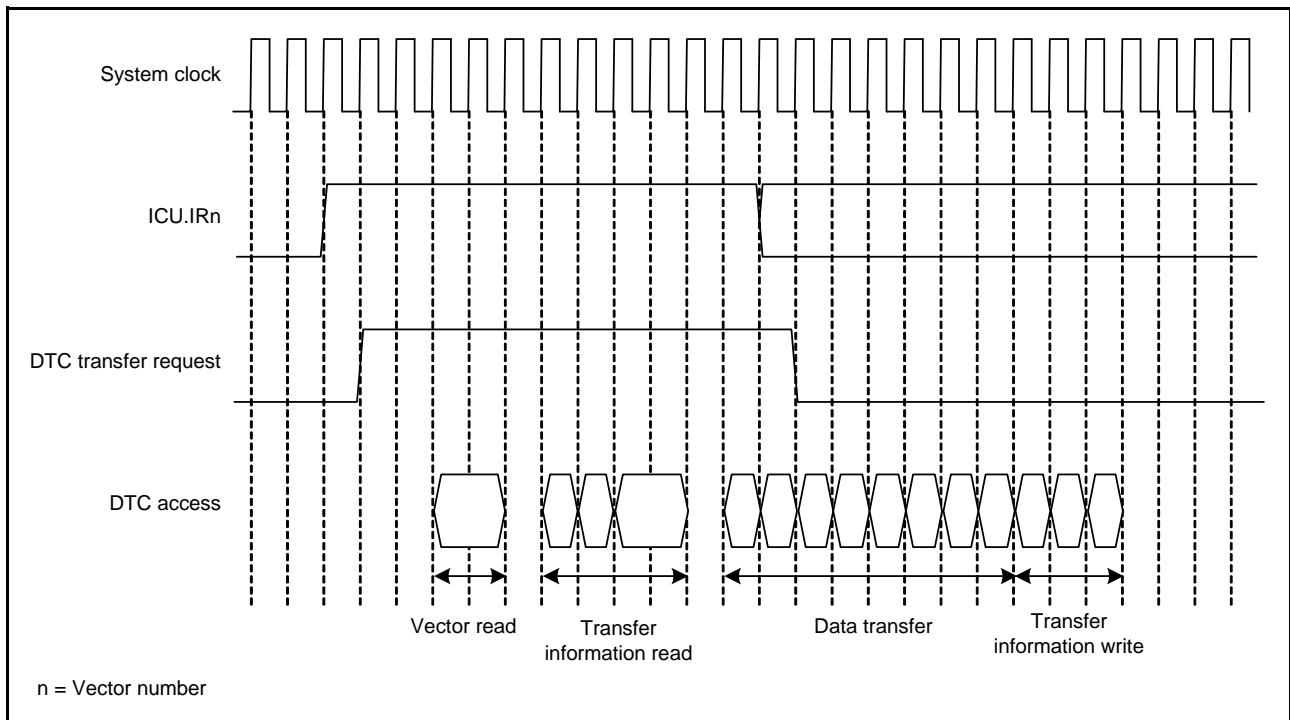 System clock
ICU.IRn
DTC transfer request
DTC access
Vector read
Transfer
information read
Data transfer
Transfer
information write
n = Vector number